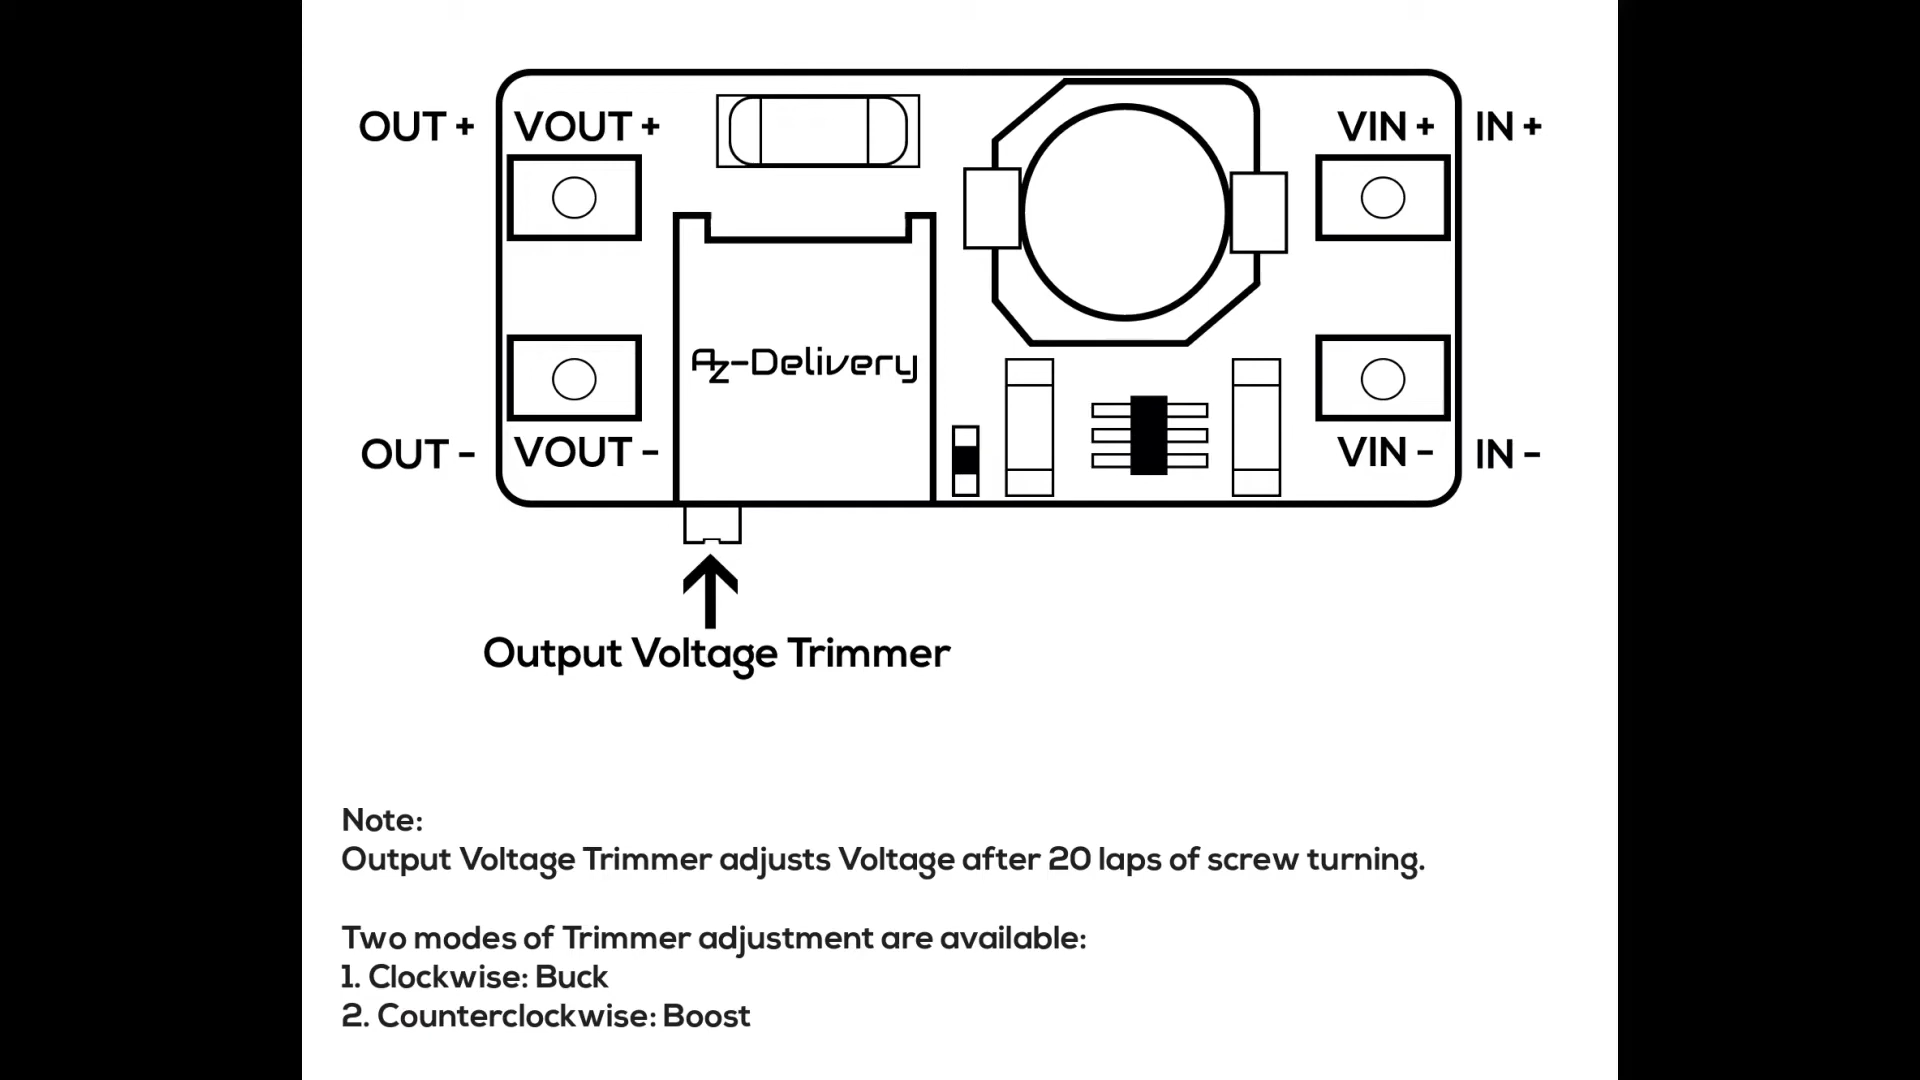 OUT + VOUT + VIN + IN +
Az-Delivery
OUT - VOUT - VIN - IN -
Output Voltage Trimmer
Note:
Output Voltage Trimmer adjusts Voltage after 20 laps of screw turning.
Two modes of Trimmer adjustment are available:
1. Clockwise: Buck
2. Counterclockwise: Boost